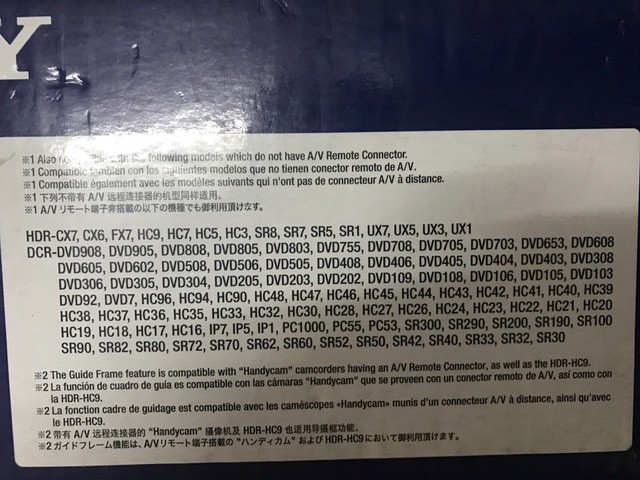 Y
※1 Also            with the following models which do not have A/V Remote Connector.
※1 Compatible también con los siguientes modelos que no tienen conector remoto de A/V.
※1 Compatible également avec les modèles suivants qui n'ont pas de connecteur A/V à distance.
※1 下列不带有 A/V 远程连接器的机型同样适用。
※1 A/V リモート端子非搭載の以下の機種でも御利用頂けます。
HDR-CX7, CX6, FX7, HC9, HC7, HC5, HC3, SR8, SR7, SR5, SR1, UX7, UX5, UX3, UX1
DCR-DVD908, DVD905, DVD808, DVD805, DVD803, DVD755, DVD708, DVD705, DVD703, DVD653, DVD608
DVD605, DVD602, DVD508, DVD506, DVD505, DVD408, DVD406, DVD405, DVD404, DVD403, DVD308
DVD306, DVD305, DVD304, DVD205, DVD203, DVD202, DVD109, DVD108, DVD106, DVD105, DVD103
DVD92, DVD7, HC96, HC94, HC90, HC48, HC47, HC46, HC45, HC44, HC43, HC42, HC41, HC40, HC39
HC38, HC37, HC36, HC35, HC33, HC32, HC30, HC28, HC27, HC26, HC24, HC23, HC22, HC21, HC20
HC19, HC18, HC17, HC16, IP7, IP5, IP1, PC1000, PC55, PC53, SR300, SR290, SR200, SR190, SR100
SR90, SR82, SR80, SR72, SR70, SR62, SR60, SR52, SR50, SR42, SR40, SR33, SR32, SR30
※2 The Guide Frame feature is compatible with "Handycam" camcorders having an A/V Remote Connector, as well as the HDR-HC9.
※2 La función de cuadro de guía es compatible con las cámaras "Handycam" que se proveen con un conector remoto de A/V, así como con
la HDR-HC9.
※2 La fonction cadre de guidage est compatible avec les caméscopes «Handycam» munis d'un connecteur A/V à distance, ainsi qu'avec
le HDR-HC9.
※2 带有 A/V 远程连接器的 "Handycam" 摄像机及 HDR-HC9 也适用导摄框功能。
※2 ガイドフレーム機能は、A/Vリモート端子搭載の "ハンディカム" およびHDR-HC9において御利用頂けます。